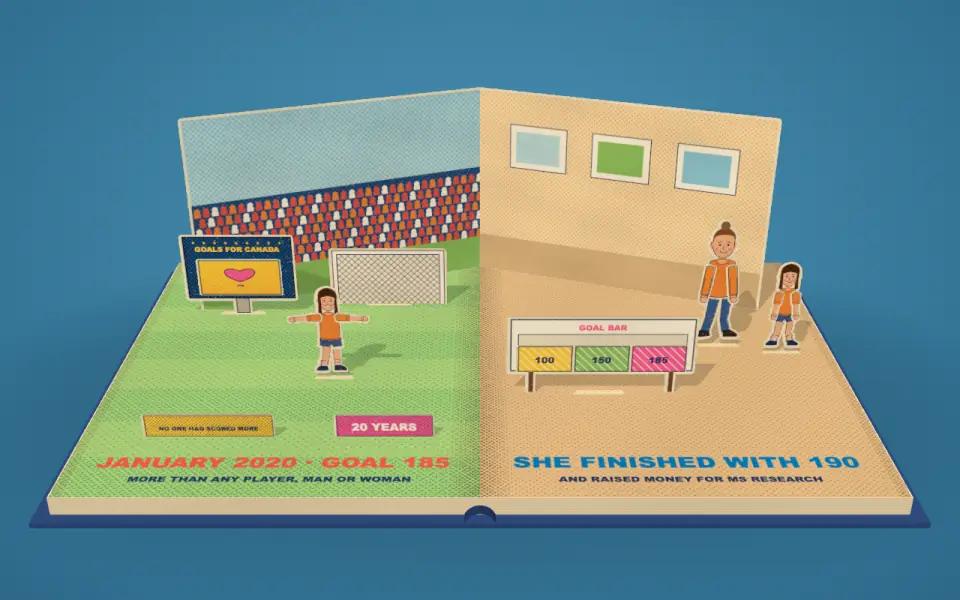 GOALS FOR CANADA
NO ONE HAD SCORED MORE
20 YEARS
JANUARY 2020 · GOAL 185
MORE THAN ANY PLAYER, MAN OR WOMAN
GOAL BAR
100
150
185
SHE FINISHED WITH 190
AND RAISED MONEY FOR MS RESEARCH